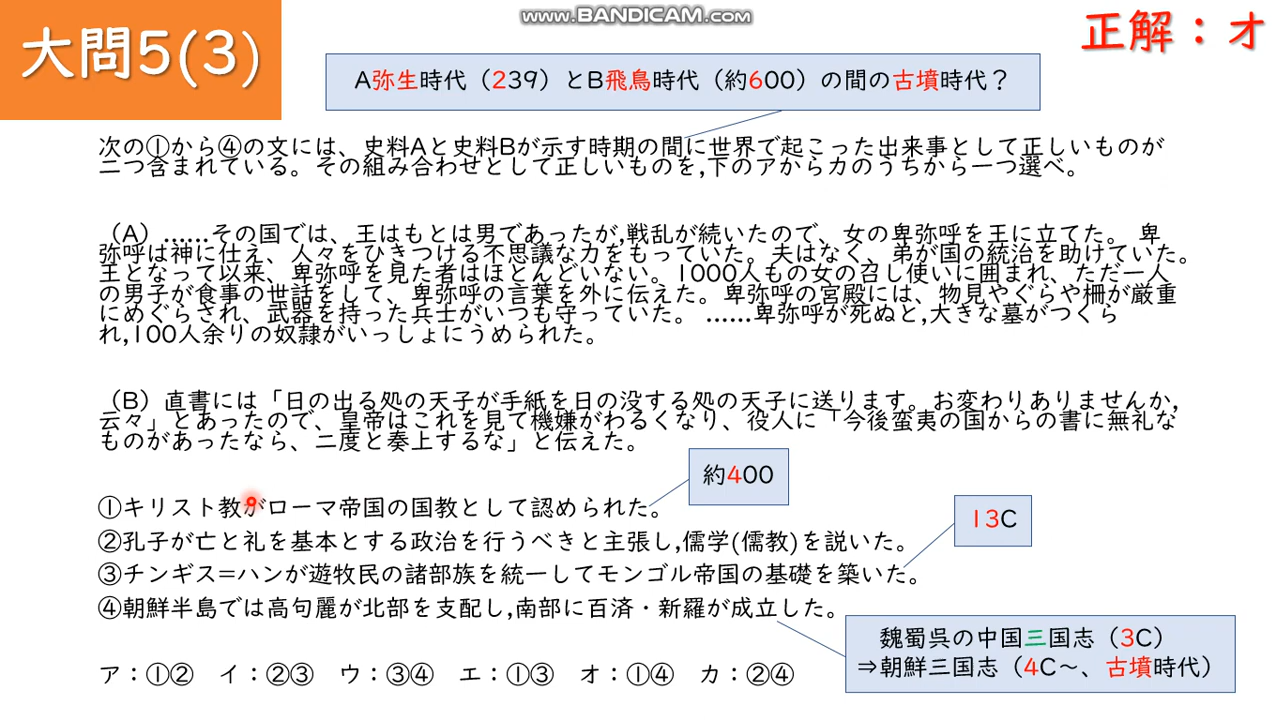 www.BANDICAM.com
大問5(3)
正解：オ
A弥生時代（239）とB飛鳥時代（約600）の間の古墳時代？
次の①から④の文には、史料Aと史料Bが示す時期の間に世界で起こった出来事として正しいものが
二つ含まれている。その組み合わせとして正しいものを,下のアからカのうちから一つ選べ。
（A）……その国では、王はもとは男であったが,戦乱が続いたので、女の卑弥呼を王に立てた。 卑
弥呼は神に仕え、人々をひきつける不思議な力をもっていた。夫はなく、弟が国の統治を助けていた。
王となって以来、卑弥呼を見た者はほとんどいない。1000人もの女の召し使いに囲まれ、ただ一人
の男子が食事の世話をして、卑弥呼の言葉を外に伝えた。卑弥呼の宮殿には、物見やぐらや柵が厳重
にめぐらされ、武器を持った兵士がいつも守っていた。 ……卑弥呼が死ぬと,大きな墓がつくら
れ,100人余りの奴隷がいっしょにうめられた。
（B）直書には「日の出る処の天子が手紙を日の没する処の天子に送ります。お変わりありませんか,
云々」とあったので、皇帝はこれを見て機嫌がわるくなり、役人に「今後蛮夷の国からの書に無礼な
ものがあったなら、二度と奏上するな」と伝えた。
約400
①キリスト教がローマ帝国の国教として認められた。
13C
②孔子が亡と礼を基本とする政治を行うべきと主張し,儒学(儒教)を説いた。
③チンギス＝ハンが遊牧民の諸部族を統一してモンゴル帝国の基礎を築いた。
④朝鮮半島では高句麗が北部を支配し,南部に百済・新羅が成立した。
魏蜀呉の中国三国志（3C）
⇒朝鮮三国志（4C～、古墳時代）
ア：①② イ：②③ ウ：③④ エ：①③ オ：①④ カ：②④